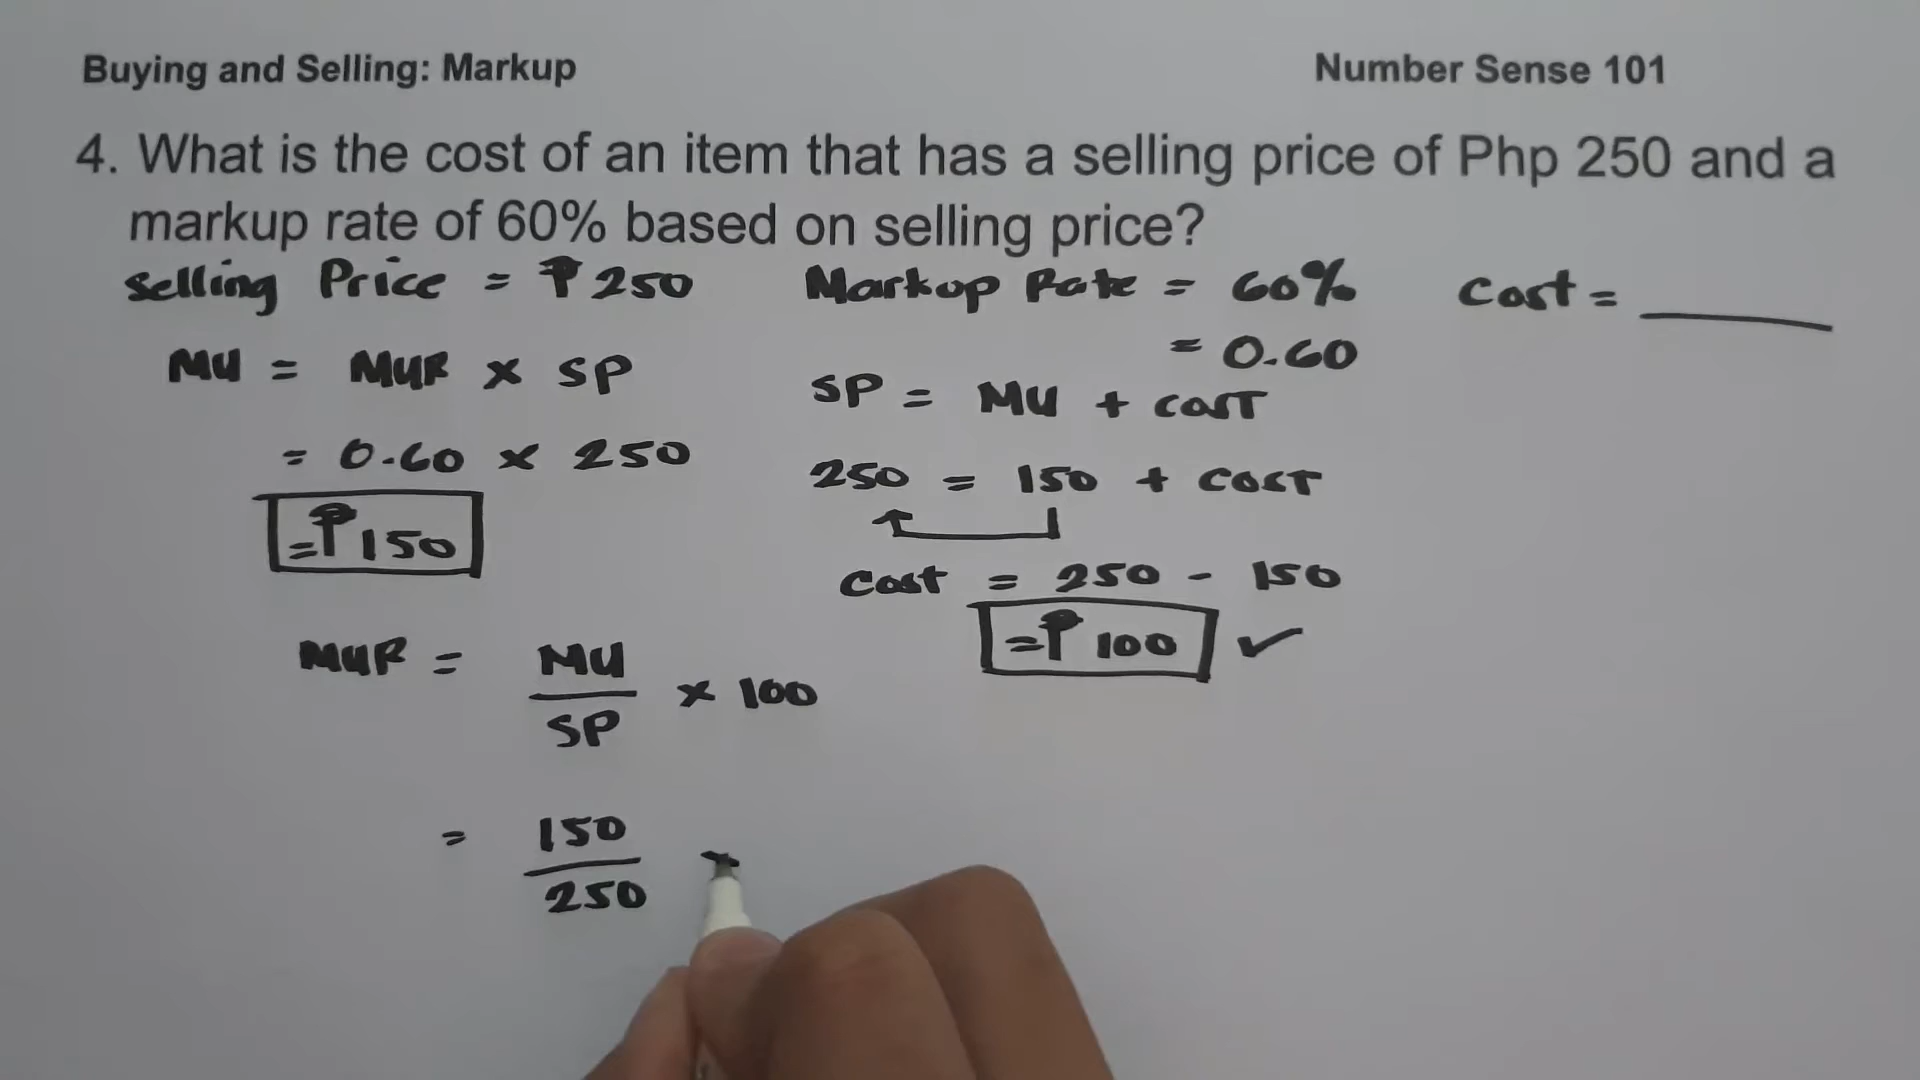 Buying and Selling: Markup Number Sense 101
4. What is the cost of an item that has a selling price of Php 250 and a
markup rate of 60% based on selling price?
Selling Price = ₱250 Markup Rate = 60% Cost = ______
= 0.60
MU = MUR × SP
= 0.60 × 250
=₱150
SP = MU + COST
250 = 150 + COST
Cost = 250 - 150
=₱100 ✓
MUR = MU/SP × 100
= 150/250 ×